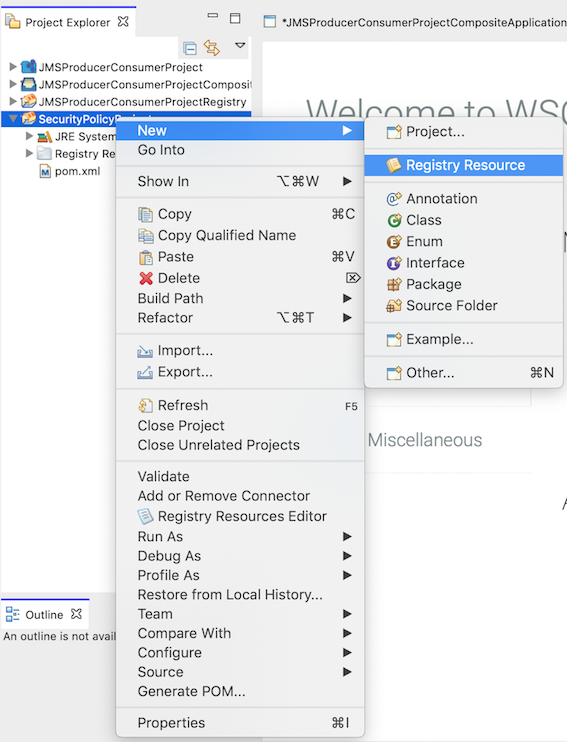 Project Explorer
*JMSProducerConsumerProjectCompositeApplication
JMSProducerConsumerProject
JMSProducerConsumerProjectComposit
JMSProducerConsumerProjectRegistry
SecurityPolicyProject
JRE System
Registry Re
pom.xml
Welcome to WSO
New
Go Into
Show In ⌥⌘W
Copy ⌘C
Copy Qualified Name
Paste ⌘V
Delete ⌦
Build Path
Refactor ⌥⌘T
Import...
Export...
Refresh F5
Close Project
Close Unrelated Projects
Validate
Add or Remove Connector
Registry Resources Editor
Run As
Debug As
Profile As
Restore from Local History...
Team
Compare With
Configure
Source
Generate POM...
Properties ⌘I
Project...
Registry Resource
Annotation
Class
Enum
Interface
Package
Source Folder
Example...
Other... ⌘N
Miscellaneous
Outline
An outline is not avail